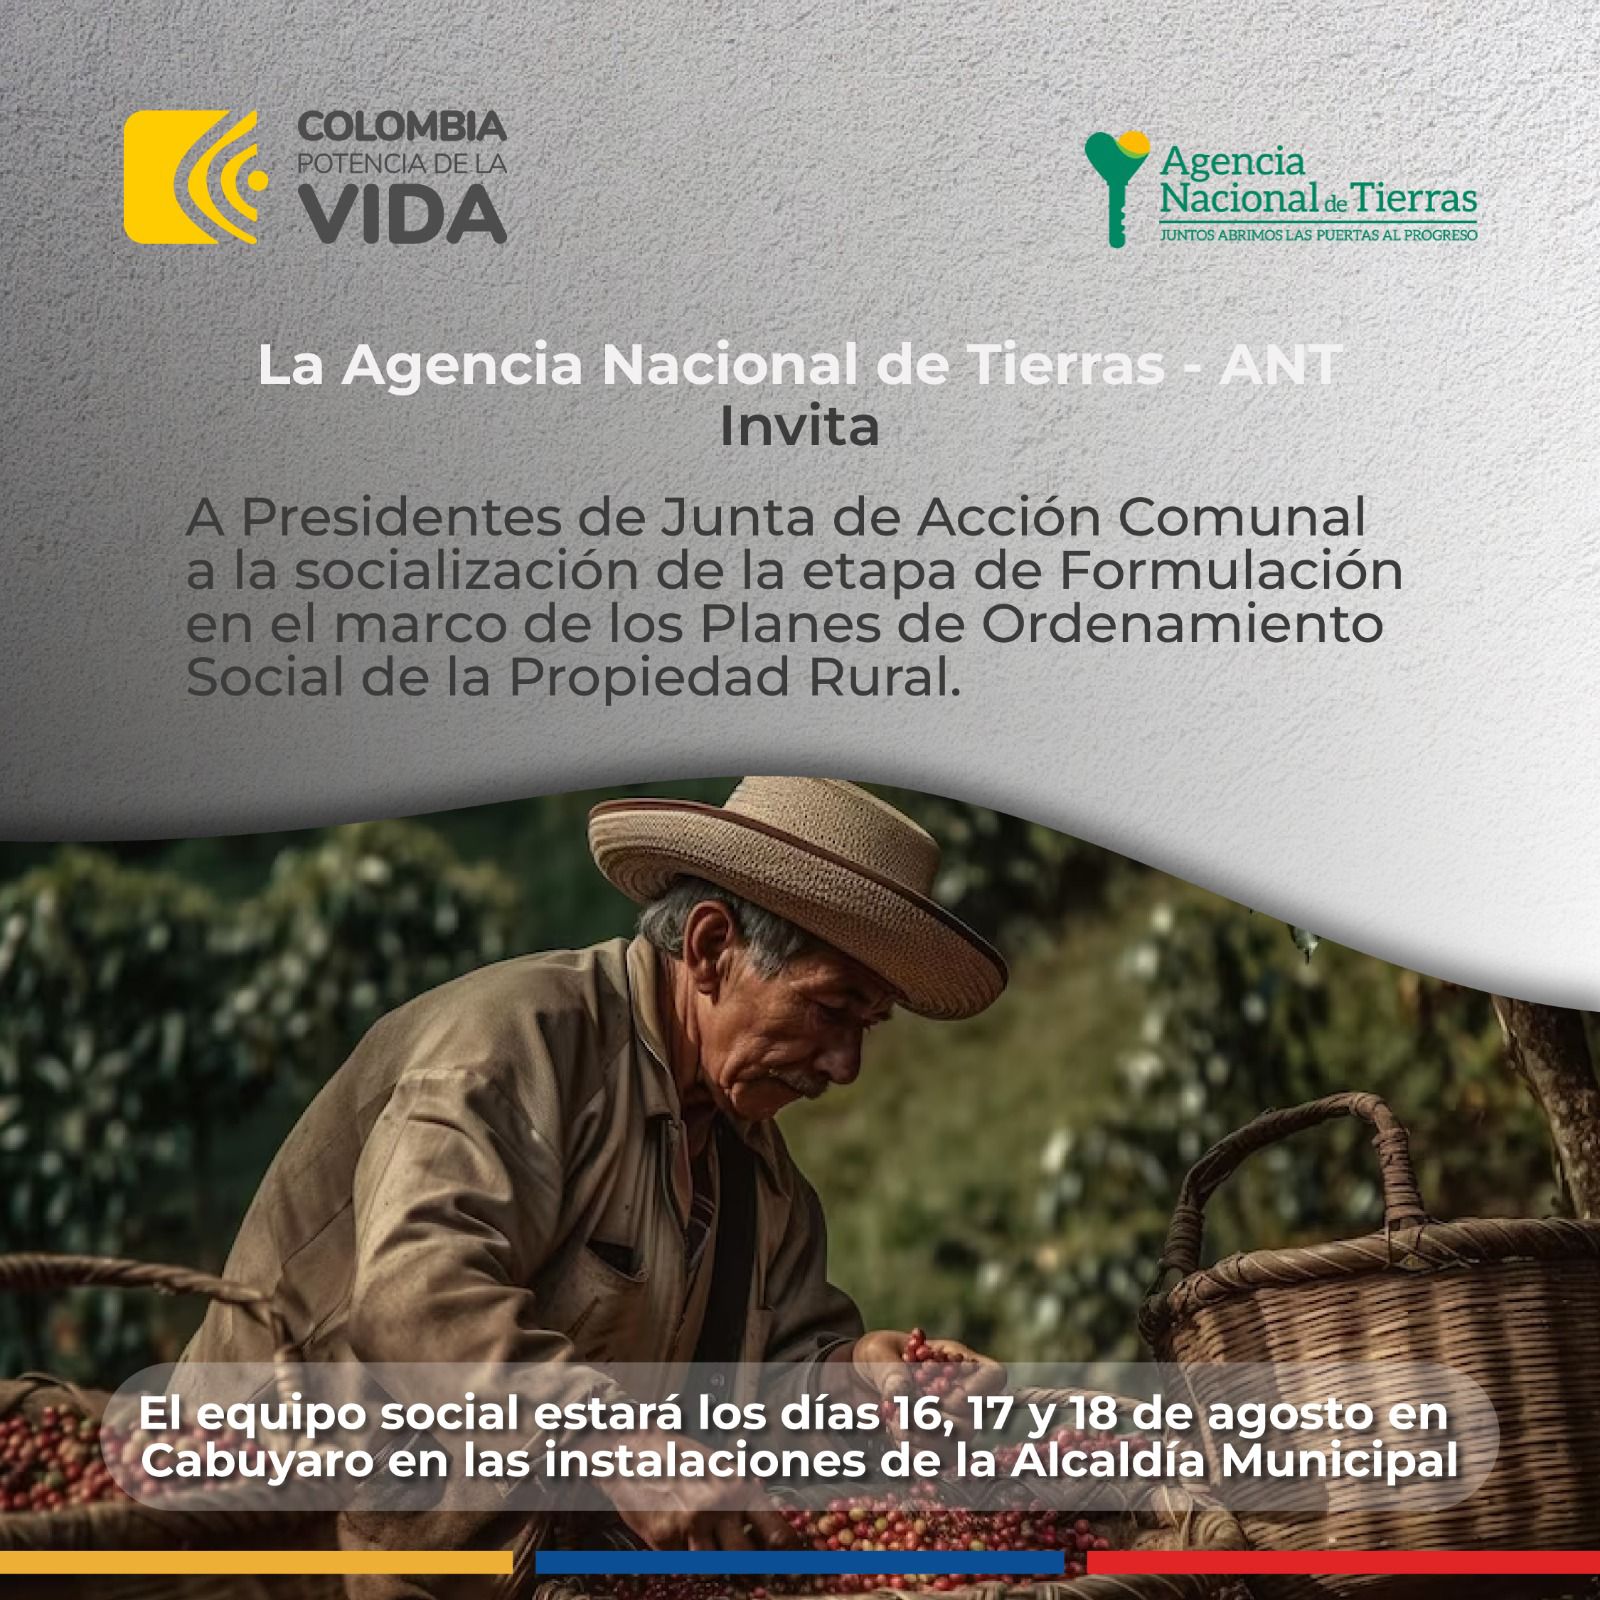 COLOMBIA
POTENCIA DE LA
VIDA
Agencia
Nacional de Tierras
JUNTOS ABRIMOS LAS PUERTAS AL PROGRESO
La Agencia Nacional de Tierras - ANT
Invita
A Presidentes de Junta de Acción Comunal
a la socialización de la etapa de Formulación
en el marco de los Planes de Ordenamiento
Social de la Propiedad Rural.
El equipo social estará los días 16, 17 y 18 de agosto en
Cabuyaro en las instalaciones de la Alcaldía Municipal